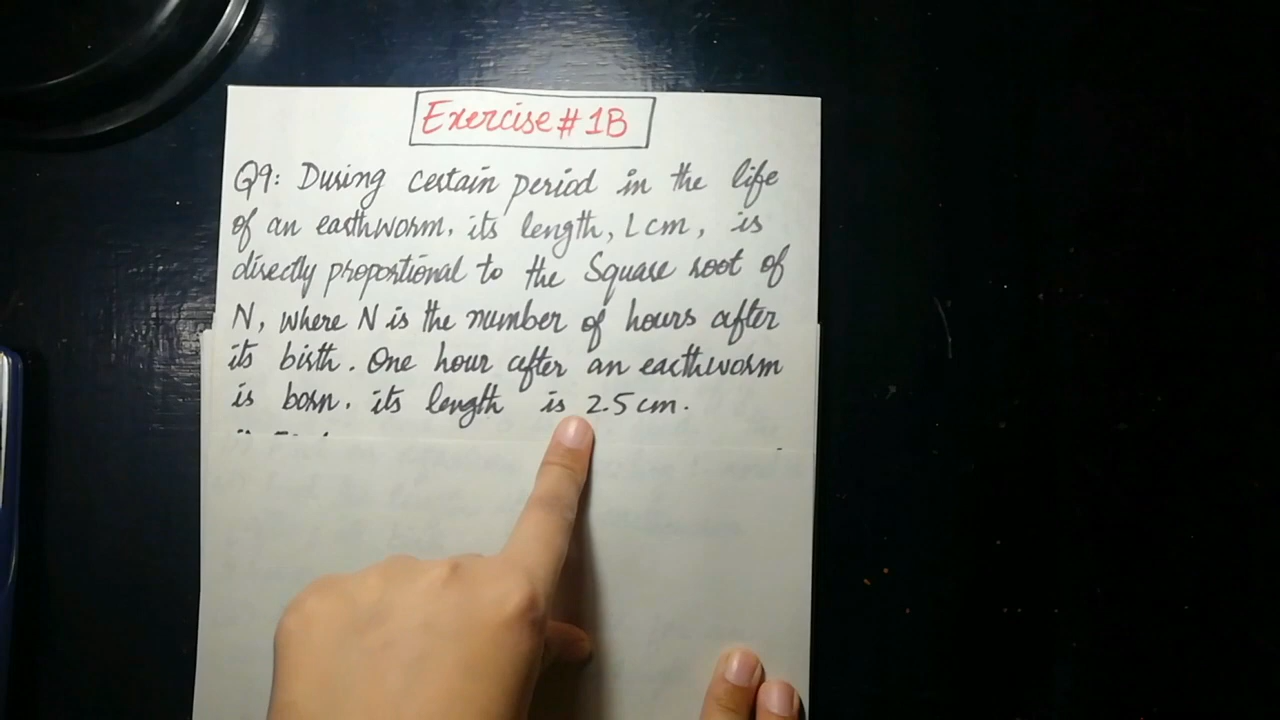 Exercise # 1B
Q9: During certain period in the life
of an earthworm, its length, L cm, is
directly proportional to the Square root of
N, where N is the number of hours after
its birth. One hour after an earthworm
is born, its length is 2.5 cm.